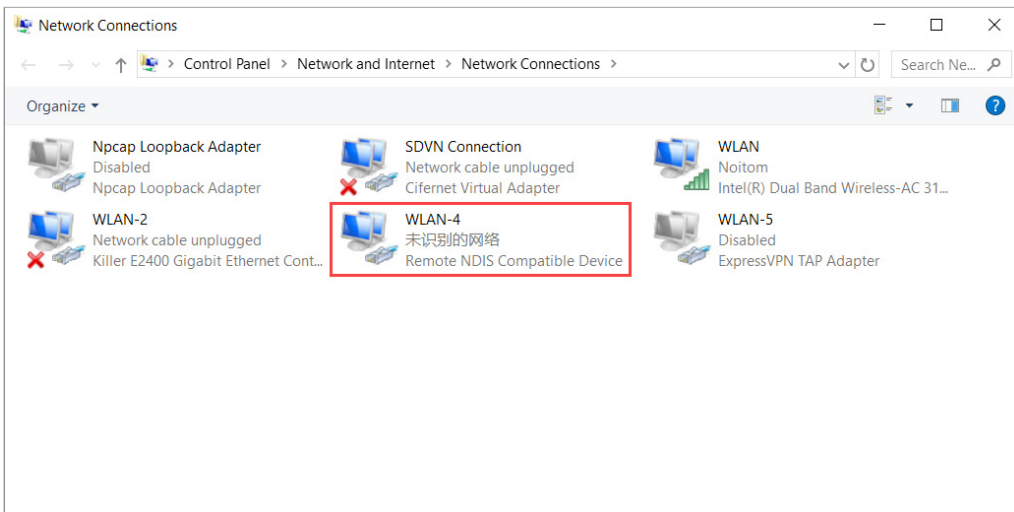 Network Connections
Control Panel > Network and Internet > Network Connections >
Search Ne...
Organize
?
Npcap Loopback Adapter
Disabled
Npcap Loopback Adapter
SDVN Connection
Network cable unplugged
Cifernet Virtual Adapter
WLAN
Noitom
Intel(R) Dual Band Wireless-AC 31...
WLAN-2
Network cable unplugged
Killer E2400 Gigabit Ethernet Cont...
WLAN-4
未识别的网络
Remote NDIS Compatible Device
WLAN-5
Disabled
ExpressVPN TAP Adapter